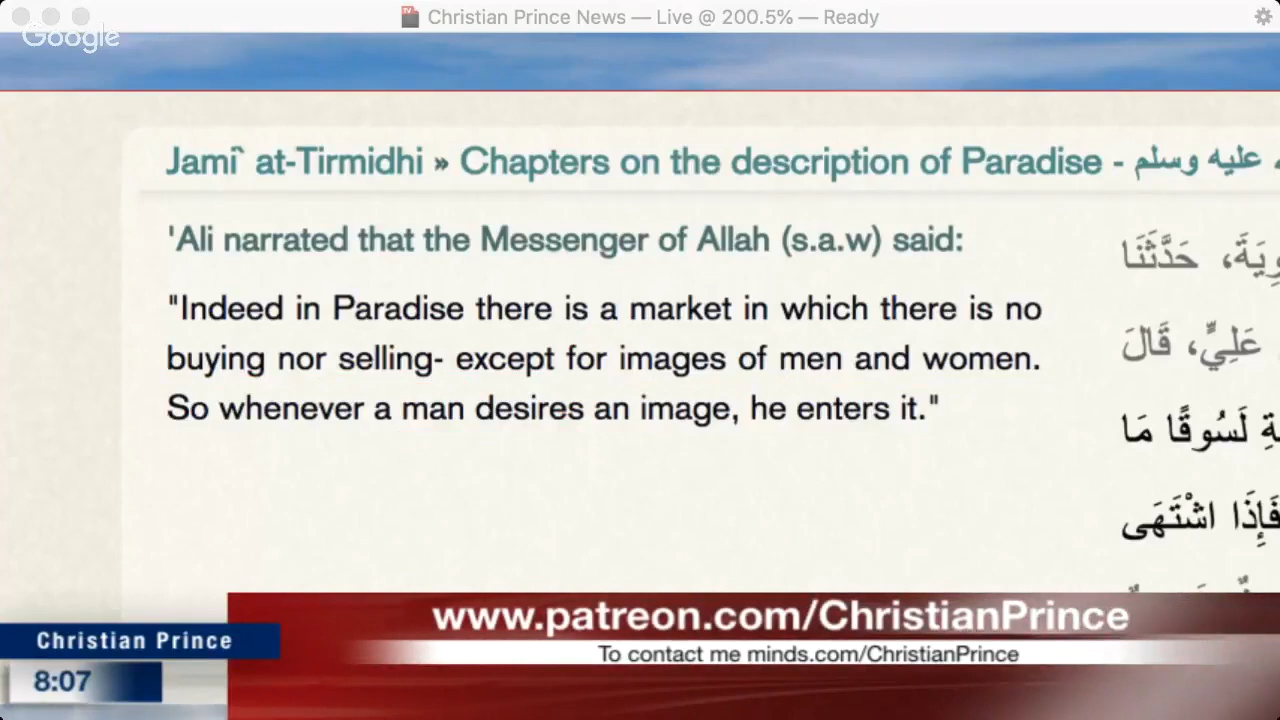 Christian Prince News — Live @ 200.5% — Ready
Google
Jami` at-Tirmidhi » Chapters on the description of Paradise - عليه وسلم
'Ali narrated that the Messenger of Allah (s.a.w) said:
"Indeed in Paradise there is a market in which there is no
buying nor selling- except for images of men and women.
So whenever a man desires an image, he enters it."
حَدَّثَنَا
عَلِيٍّ، قَالَ
لَسُوقًا مَا
فَإِذَا اشْتَهَى
www.patreon.com/ChristianPrince
To contact me minds.com/ChristianPrince
Christian Prince
8:07